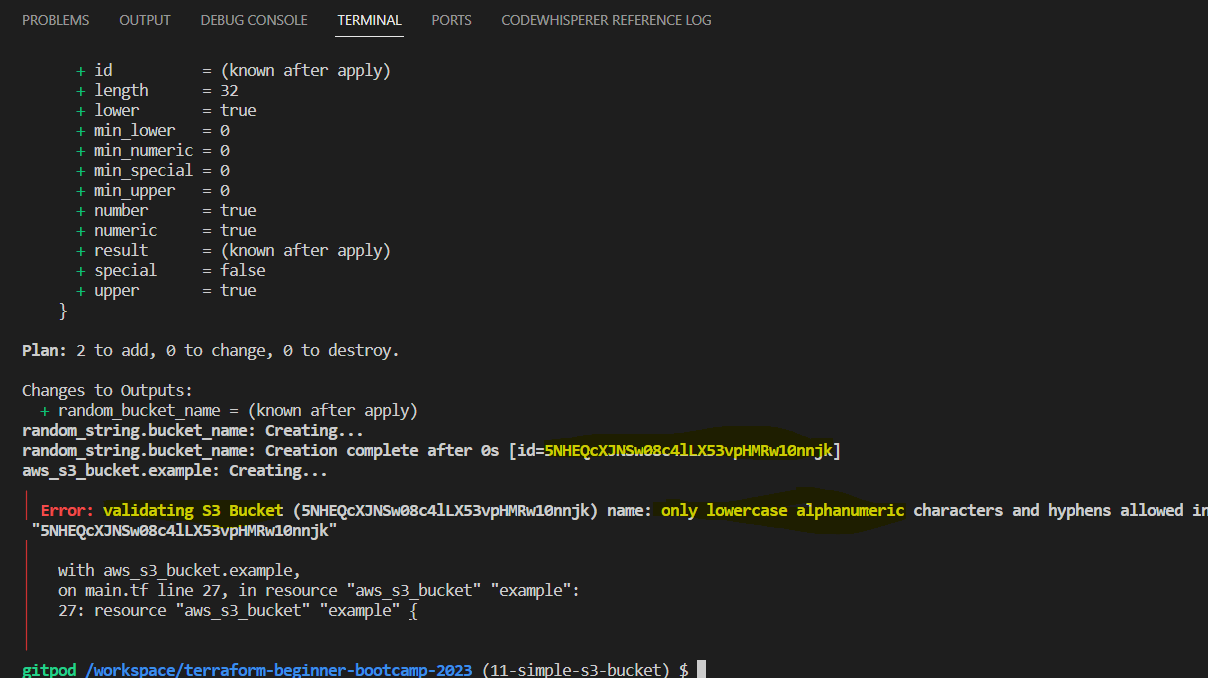 PROBLEMS OUTPUT DEBUG CONSOLE TERMINAL PORTS CODEWHISPERER REFERENCE LOG
+ id          = (known after apply)
+ length      = 32
+ lower       = true
+ min_lower   = 0
+ min_numeric = 0
+ min_special = 0
+ min_upper   = 0
+ number      = true
+ numeric     = true
+ result      = (known after apply)
+ special     = false
+ upper       = true
}
Plan: 2 to add, 0 to change, 0 to destroy.
Changes to Outputs:
+ random_bucket_name = (known after apply)
random_string.bucket_name: Creating...
random_string.bucket_name: Creation complete after 0s [id=5NHEQcXJNSw08c4lLX53vpHMRw10nnjk]
aws_s3_bucket.example: Creating...
Error: validating S3 Bucket (5NHEQcXJNSw08c4lLX53vpHMRw10nnjk) name: only lowercase alphanumeric characters and hyphens allowed in
"5NHEQcXJNSw08c4lLX53vpHMRw10nnjk"
with aws_s3_bucket.example,
on main.tf line 27, in resource "aws_s3_bucket" "example":
27: resource "aws_s3_bucket" "example" {
gitpod /workspace/terraform-beginner-bootcamp-2023 (11-simple-s3-bucket) $